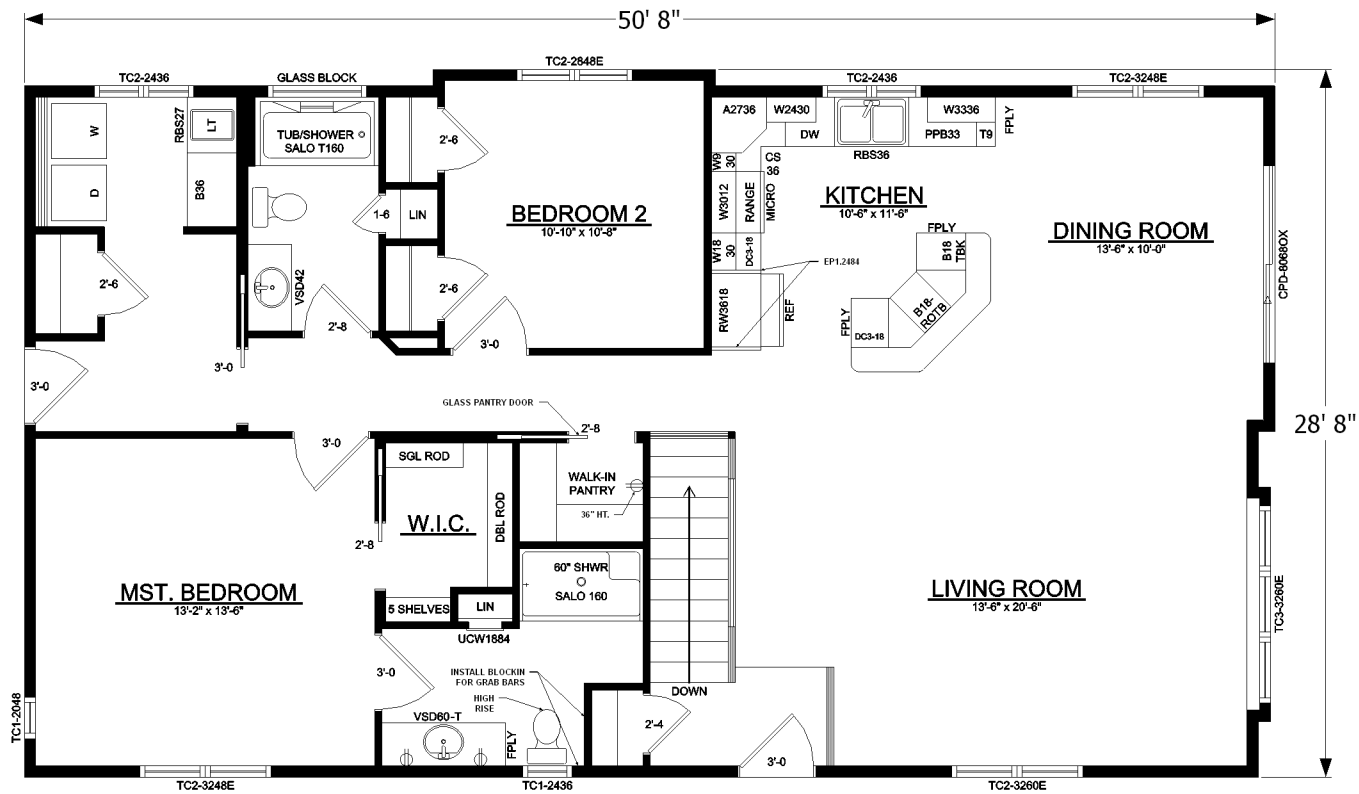 50' 8"
TC2-2436
GLASS BLOCK
TC2-2648E
TC2-2436
TC2-3248E
W
D
RBS27
LT
B36
TUB/SHOWER
SALO T160
2'-6
1-6
LIN
2'-6
BEDROOM 2
10'-10" x 10'-8"
A2736
W2430
DW
RBS36
W3336
PPB33
T9
FPLY
W9
30
CS
36
W3012
RANGE
MICRO
KITCHEN
10'-6" x 11'-6"
W18
30
DC3-18
EP1.2484
RW3618
REF
FPLY
B18
TBK
B18-
ROTB
FPLY
DC3-18
DINING ROOM
13'-6" x 10'-0"
CPD-8068OX
2'-6
VSD42
2'-8
3'-0
3'-0
3'-0
GLASS PANTRY DOOR
2'-8
3'-0
28' 8"
SGL ROD
DBL ROD
W.I.C.
2'-8
WALK-IN
PANTRY
36" HT.
MST. BEDROOM
13'-2" x 13'-6"
60" SHWR
SALO 160
5 SHELVES
LIN
UCW1884
LIVING ROOM
13'-6" x 20'-6"
TC3-3260E
3'-0
INSTALL BLOCKIN
FOR GRAB BARS
HIGH
RISE
DOWN
TC1-2048
VSD60-T
FPLY
2'-4
3'-0
TC2-3248E
TC1-2436
TC2-3260E